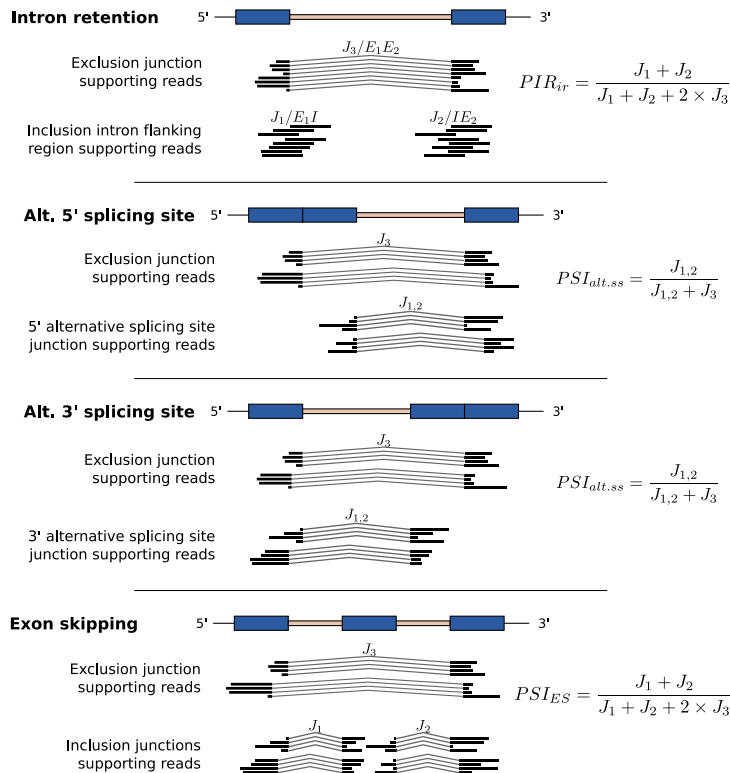 Intron retention 5' 3'
J3/E1E2
Exclusion junction
supporting reads
PIR_ir = (J1 + J2) / (J1 + J2 + 2 × J3)
J1/E1I J2/IE2
Inclusion intron flanking
region supporting reads
Alt. 5' splicing site 5' 3'
J3
Exclusion junction
supporting reads
PSI_alt.ss = J1,2 / (J1,2 + J3)
J1,2
5' alternative splicing site
junction supporting reads
Alt. 3' splicing site 5' 3'
J3
Exclusion junction
supporting reads
PSI_alt.ss = J1,2 / (J1,2 + J3)
J1,2
3' alternative splicing site
junction supporting reads
Exon skipping 5' 3'
J3
Exclusion junction
supporting reads
PSI_ES = (J1 + J2) / (J1 + J2 + 2 × J3)
J1 J2
Inclusion junctions
supporting reads